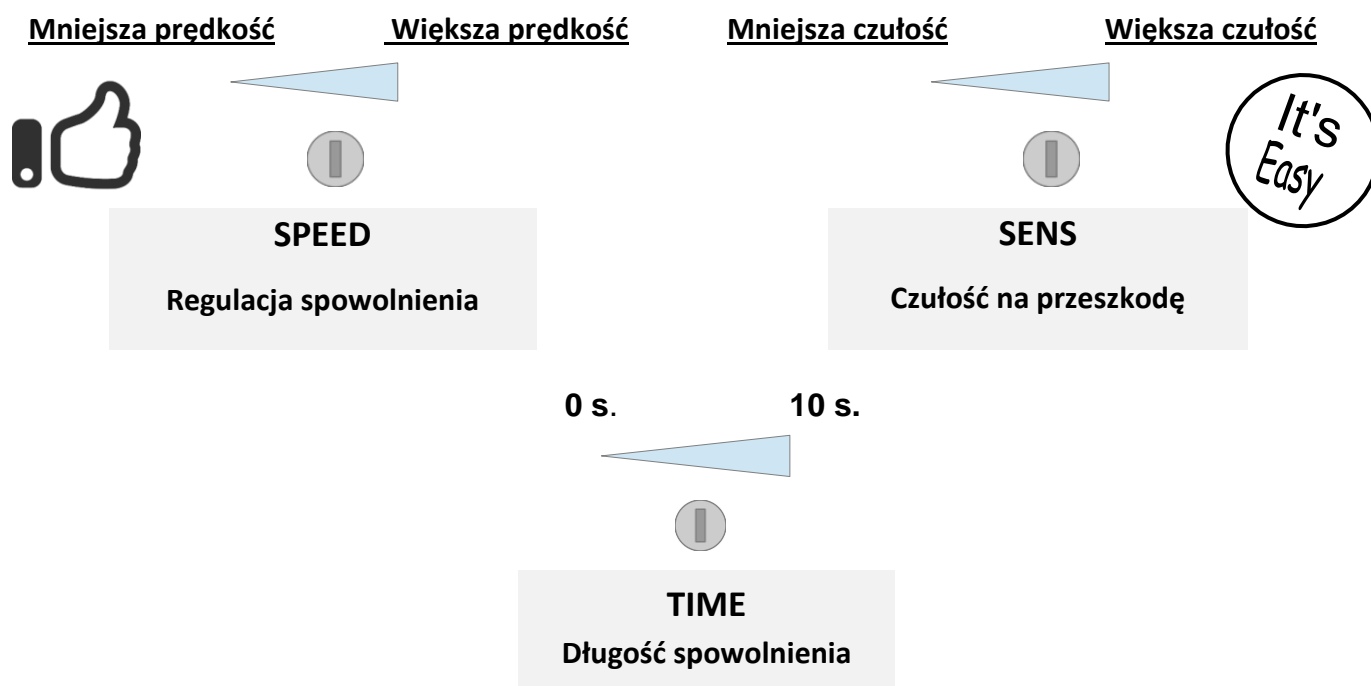 Mniejsza prędkość Większa prędkość Mniejsza czułość Większa czułość
It's
Easy
SPEED
Regulacja spowolnienia
SENS
Czułość na przeszkodę
0 s. 10 s.
TIME
Długość spowolnienia